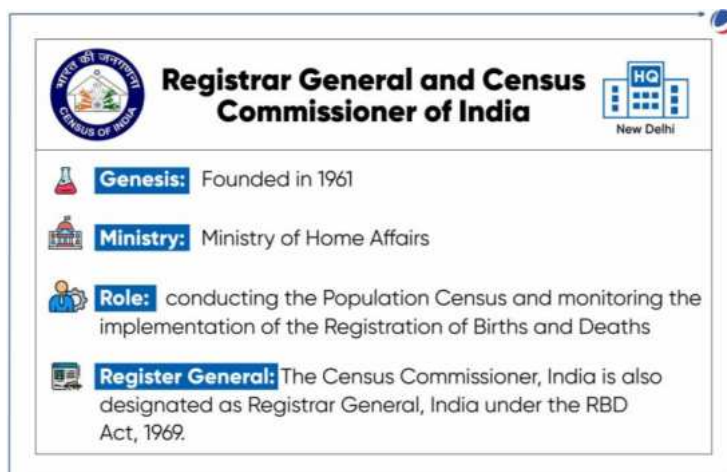 भारत की जनगणना
CENSUS OF INDIA
Registrar General and Census
Commissioner of India
HQ
New Delhi
Genesis: Founded in 1961
Ministry: Ministry of Home Affairs
Role: conducting the Population Census and monitoring the
implementation of the Registration of Births and Deaths
Register General: The Census Commissioner, India is also
designated as Registrar General, India under the RBD
Act, 1969.